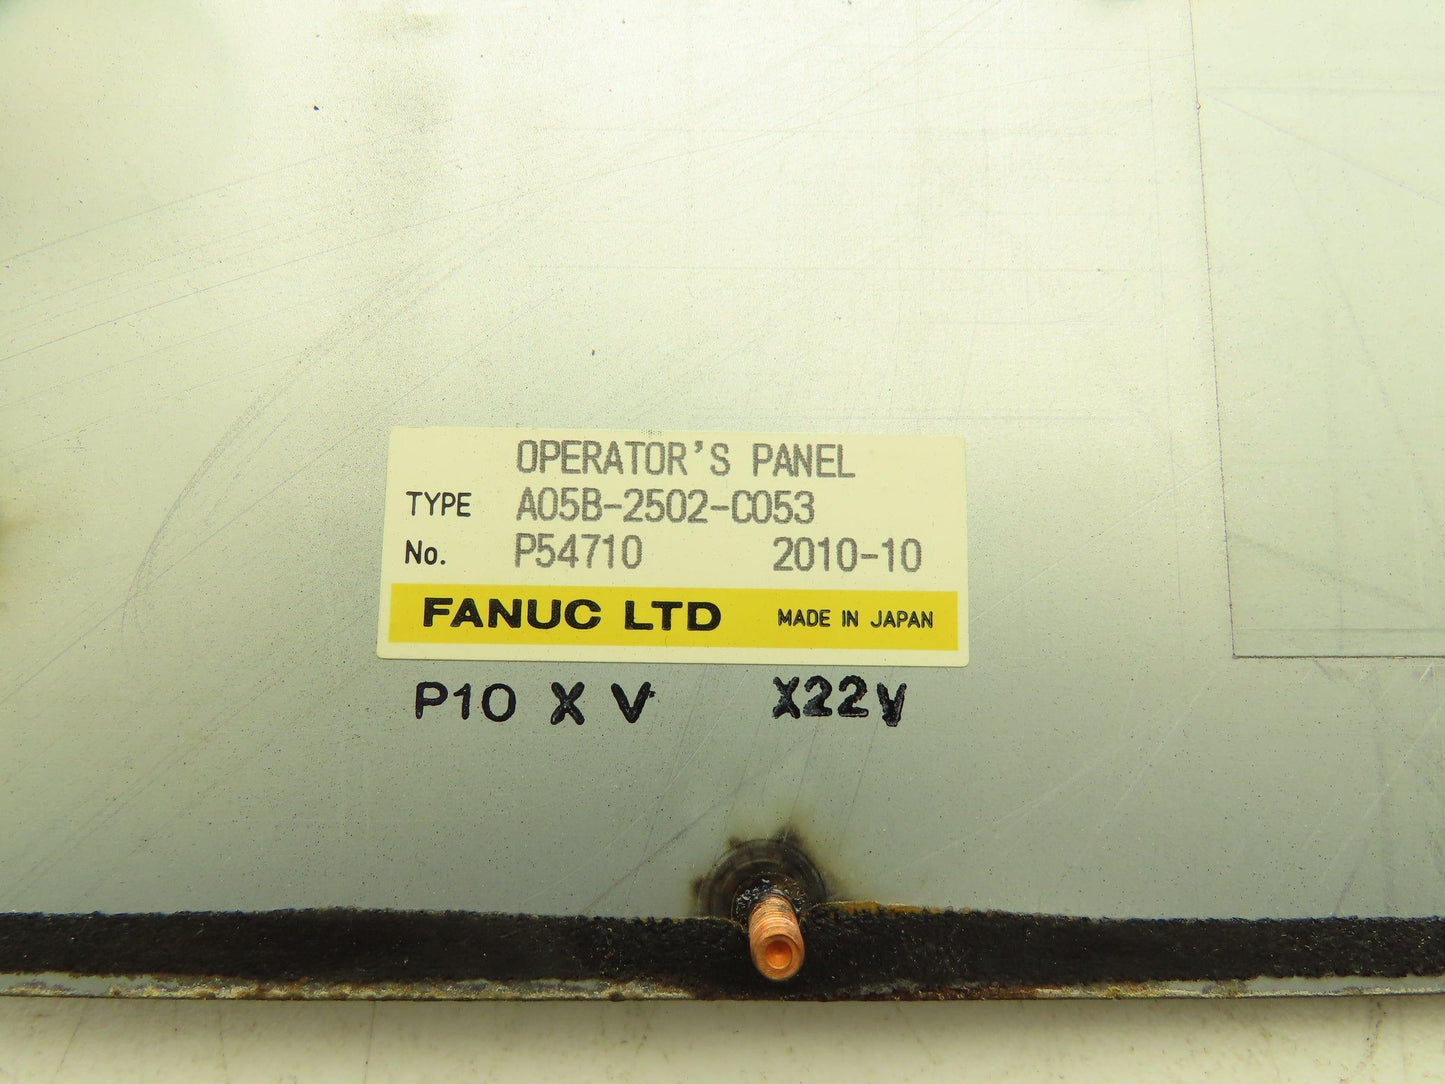 OPERATOR'S PANEL
TYPE A05B-2502-C053
No. P54710 2010-10
FANUC LTD MADE IN JAPAN
P10 X V X22V